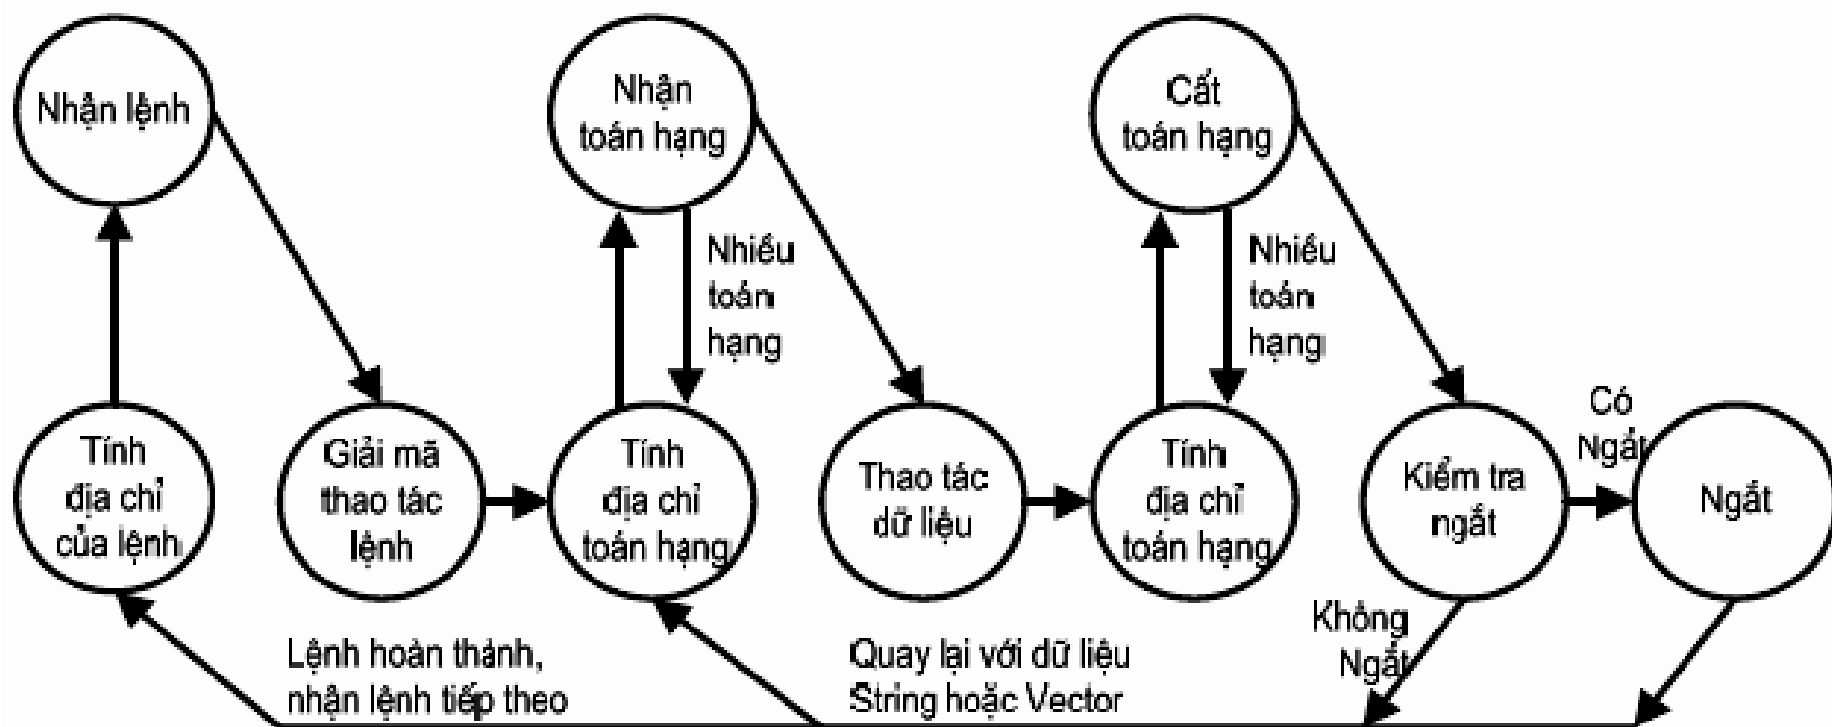 Nhận lệnh
Nhận
toán hạng
Cất
toán hạng
Nhiều
toán
hạng
Nhiều
toán
hạng
Tính
địa chỉ
của lệnh
Giải mã
thao tác
lệnh
Tính
địa chỉ
toán hạng
Thao tác
dữ liệu
Tính
địa chỉ
toán hạng
Kiểm tra
ngắt
Có
Ngắt
Ngắt
Không
Ngắt
Lệnh hoàn thành,
nhận lệnh tiếp theo
Quay lại với dữ liệu
String hoặc Vector